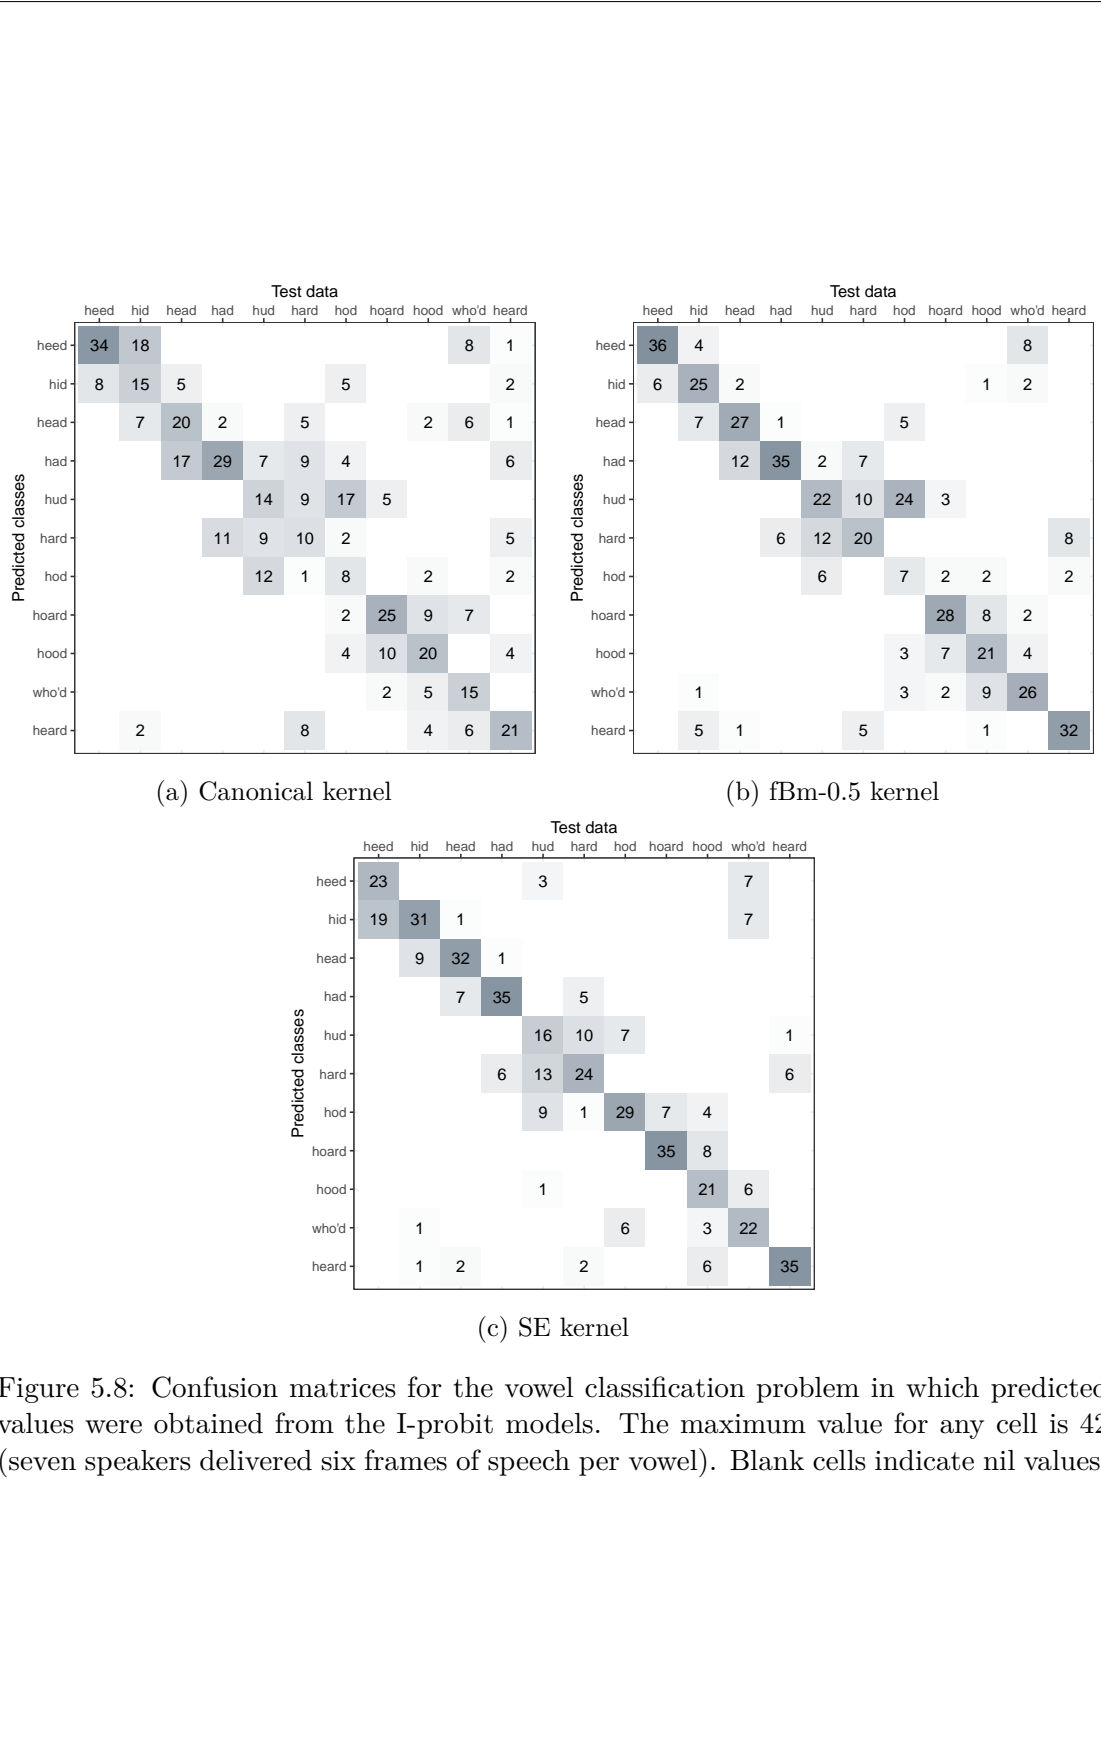 Test data
heed hid head had hud hard hod hoard hood who'd heard
Predicted classes
heed 34 18 8 1
hid 8 15 5 5 2
head 7 20 2 5 2 6 1
had 17 29 7 9 4 6
hud 14 9 17 5
hard 11 9 10 2 5
hod 12 1 8 2 2
hoard 2 25 9 7
hood 4 10 20 4
who'd 2 5 15
heard 2 8 4 6 21
(a) Canonical kernel
Test data
heed hid head had hud hard hod hoard hood who'd heard
Predicted classes
heed 36 4 8
hid 6 25 2 1 2
head 7 27 1 5
had 12 35 2 7
hud 22 10 24 3
hard 6 12 20 8
hod 6 7 2 2 2
hoard 28 8 2
hood 3 7 21 4
who'd 1 3 2 9 26
heard 5 1 5 1 32
(b) fBm-0.5 kernel
Test data
heed hid head had hud hard hod hoard hood who'd heard
Predicted classes
heed 23 3 7
hid 19 31 1 7
head 9 32 1
had 7 35 5
hud 16 10 7 1
hard 6 13 24 6
hod 9 1 29 7 4
hoard 35 8
hood 1 21 6
who'd 1 6 3 22
heard 1 2 2 6 35
(c) SE kernel
Figure 5.8: Confusion matrices for the vowel classification problem in which predicted
values were obtained from the I-probit models. The maximum value for any cell is 42
(seven speakers delivered six frames of speech per vowel). Blank cells indicate nil values